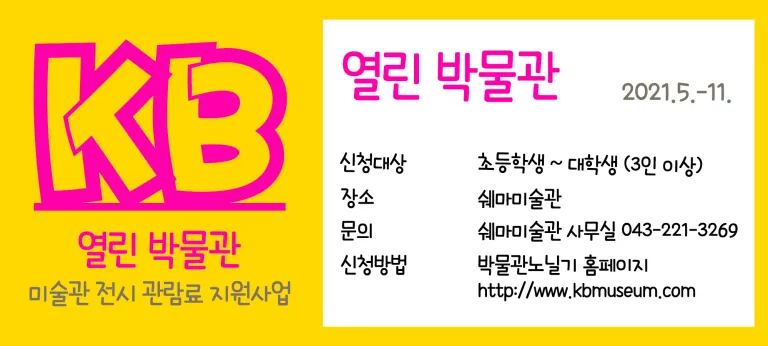 KB
열린 박물관
미술관 전시 관람료 지원사업
열린 박물관 2021.5.-11.
신청대상 초등학생 ~ 대학생 (3인 이상)
장소 쉐마미술관
문의 쉐마미술관 사무실 043-221-3269
신청방법 박물관노닐기 홈페이지
http://www.kbmuseum.com